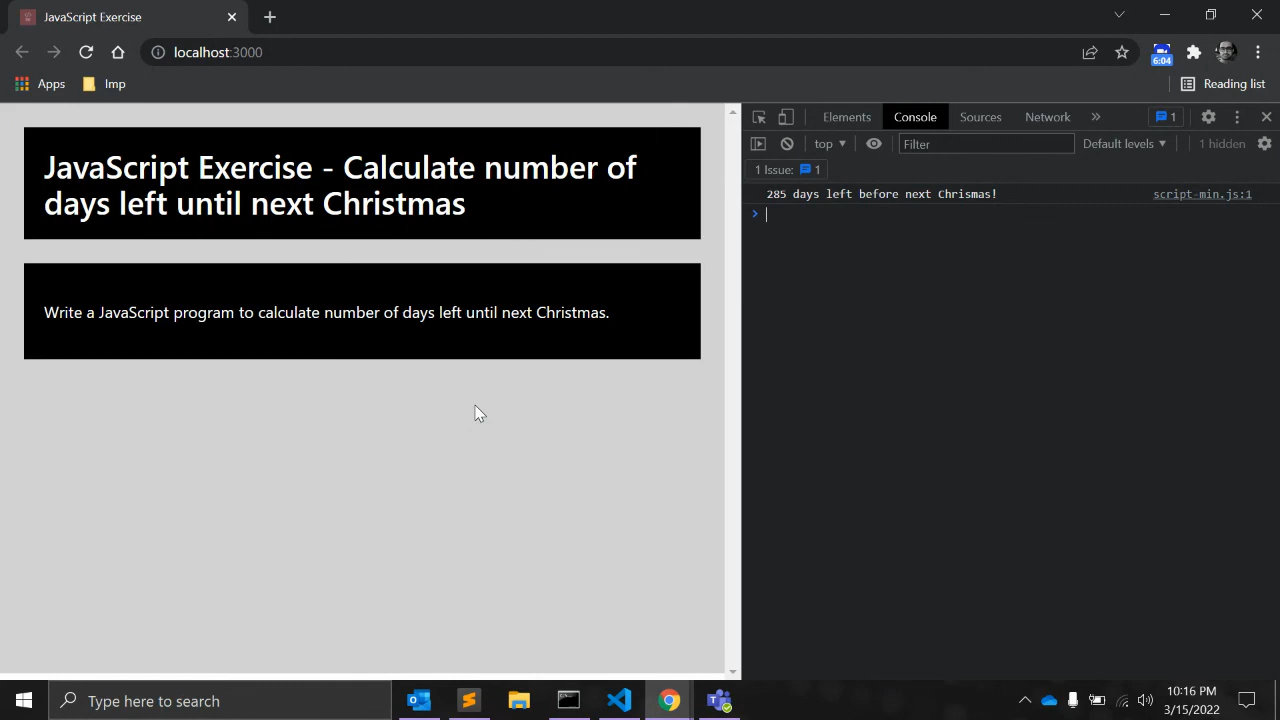 JavaScript Exercise
localhost:3000
6:04
Apps
Imp
Reading list
JavaScript Exercise - Calculate number of
days left until next Christmas
Write a JavaScript program to calculate number of days left until next Christmas.
Elements
Console
Sources
Network
1
top
Filter
Default levels
1 hidden
1 Issue: 1
285 days left before next Chrismas!
script-min.js:1
Type here to search
10:16 PM
3/15/2022